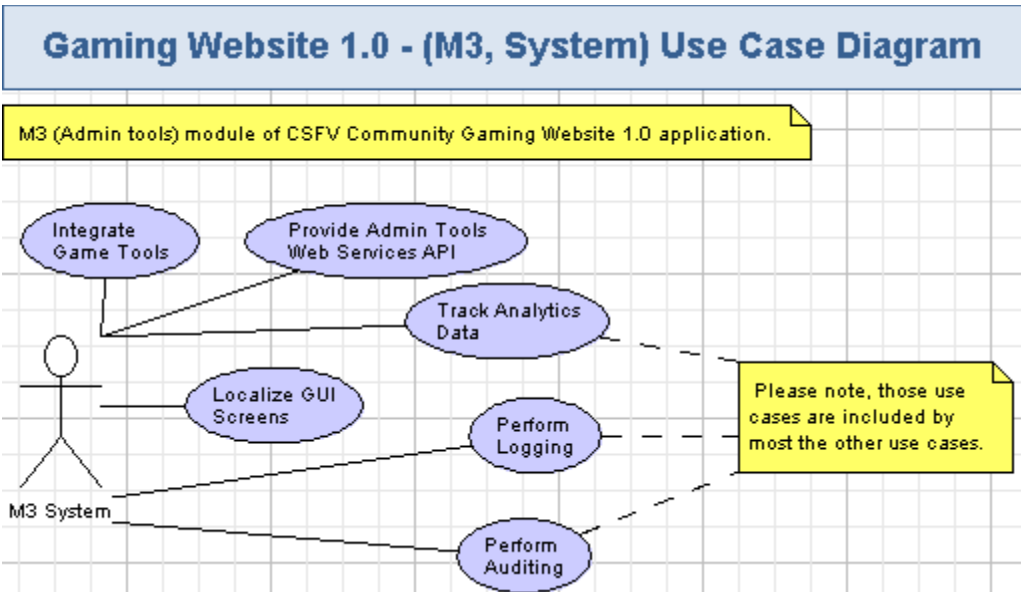 Gaming Website 1.0 - (M3, System) Use Case Diagram
M3 (Admin tools) module of CSFV Community Gaming Website 1.0 application.
Integrate
Game Tools
Provide Admin Tools
Web Services API
Track Analytics
Data
Localize GUI
Screens
Please note, those use
cases are included by
most the other use cases.
Perform
Logging
M3 System
Perform
Auditing